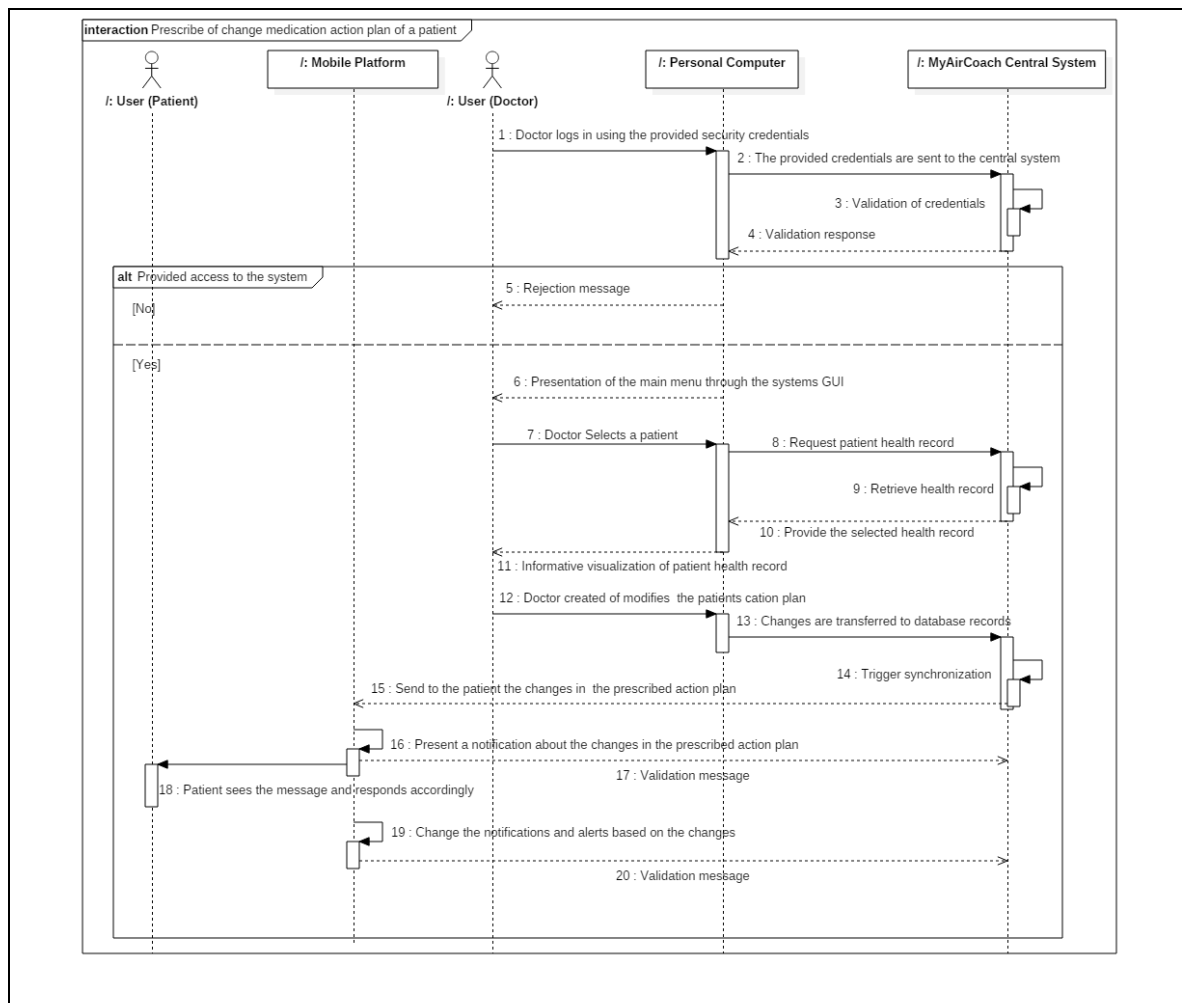 interaction Prescribe of change medication action plan of a patient
/: User (Patient)
/: Mobile Platform
/: User (Doctor)
/: Personal Computer
/: MyAirCoach Central System
1 : Doctor logs in using the provided security credentials
2 : The provided credentials are sent to the central system
3 : Validation of credentials
4 : Validation response
alt Provided access to the system
5 : Rejection message
[No]
[Yes]
6 : Presentation of the main menu through the systems GUI
7 : Doctor Selects a patient
8 : Request patient health record
9 : Retrieve health record
10 : Provide the selected health record
11 : Informative visualization of patient health record
12 : Doctor created of modifies the patients cation plan
13 : Changes are transferred to database records
14 : Trigger synchronization
15 : Send to the patient the changes in the prescribed action plan
16 : Present a notification about the changes in the prescribed action plan
17 : Validation message
18 : Patient sees the message and responds accordingly
19 : Change the notifications and alerts based on the changes
20 : Validation message